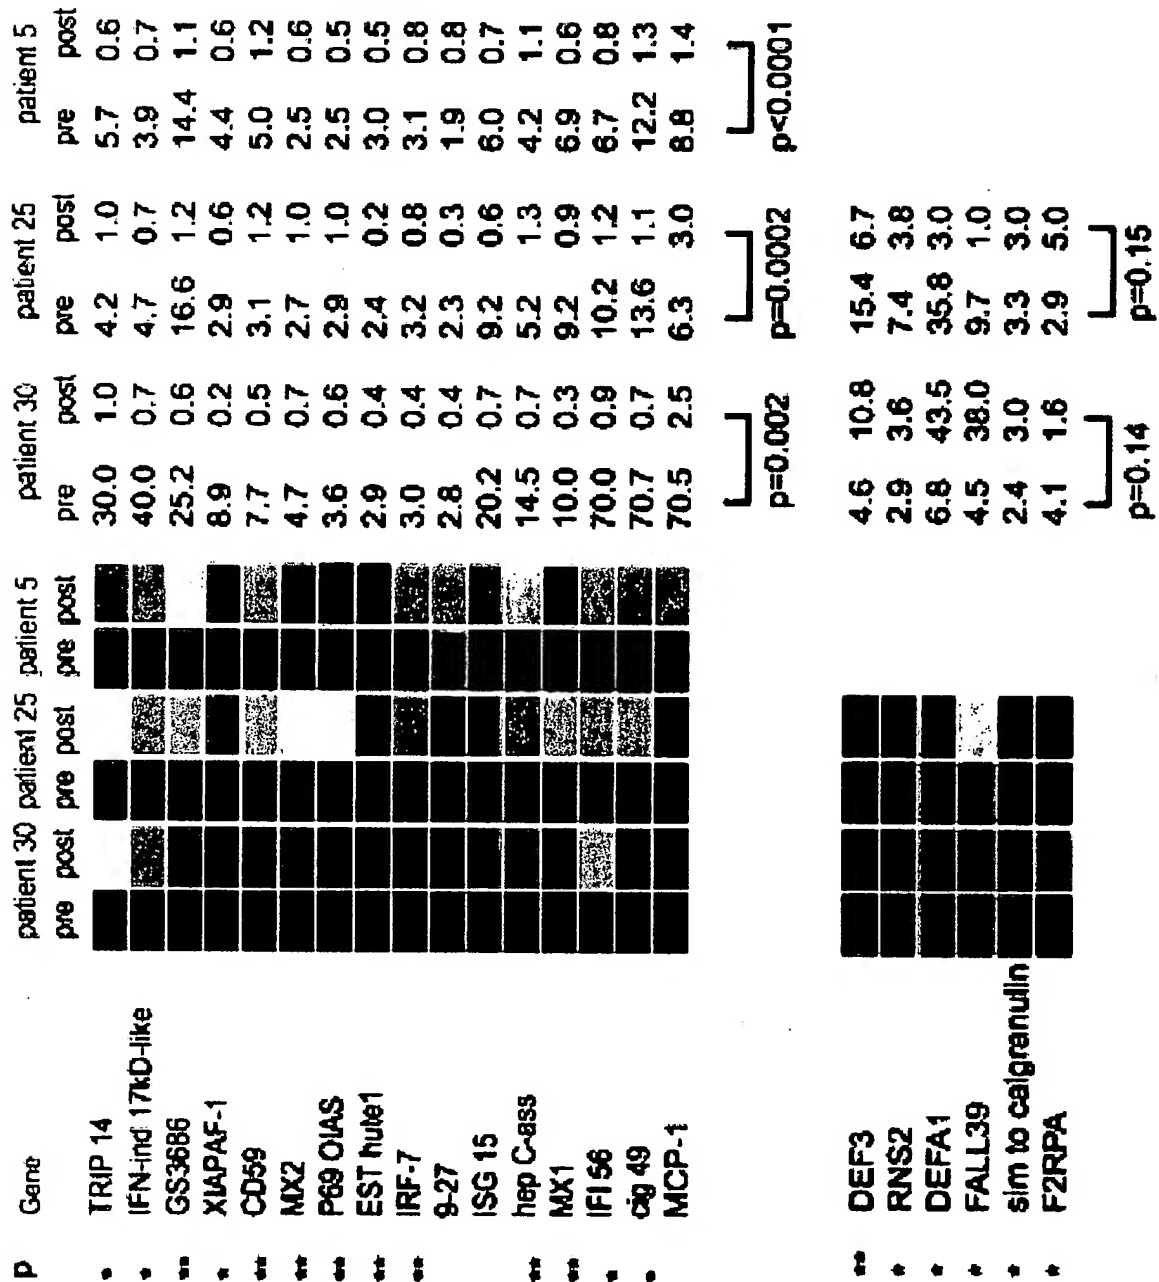 patient 30 patient 25 patient 5 patient 30 patient 25 patient 5
p Gene pre post pre post pre post pre post pre post pre post
* TRIP 14 30.0 1.0 4.2 1.0 5.7 0.6
* IFN-ind 17kD-like 40.0 0.7 4.7 0.7 3.9 0.7
** GS3686 25.2 0.6 16.6 1.2 14.4 1.1
* XIAPAF-1 8.9 0.2 2.9 0.6 4.4 0.6
** CD59 7.7 0.5 3.1 1.2 5.0 1.2
** MX2 4.7 0.7 2.7 1.0 2.5 0.6
** P69 OIAS 3.6 0.6 2.9 1.0 2.5 0.5
** EST hute1 2.9 0.4 2.4 0.2 3.0 0.5
** IRF-7 3.0 0.4 3.2 0.8 3.1 0.8
9-27 2.8 0.4 2.3 0.3 1.9 0.8
ISG 15 20.2 0.7 9.2 0.6 6.0 0.7
** hep C-ass 14.5 0.7 5.2 1.3 4.2 1.1
** MX1 10.0 0.3 9.2 0.9 6.9 0.6
* IFI 56 70.0 0.9 10.2 1.2 6.7 0.8
* cig 49 70.7 0.7 13.6 1.1 12.2 1.3
MCP-1 70.5 2.5 6.3 3.0 8.8 1.4
p=0.002 p=0.0002 p<0.0001
** DEF3 4.6 10.8 15.4 6.7
* RNS2 2.9 3.6 7.4 3.8
* DEFA1 6.8 43.5 35.8 3.0
* FALL39 4.5 38.0 9.7 1.0
* sim to calgranulin 2.4 3.0 3.3 3.0
* F2RPA 4.1 1.6 2.9 5.0
p=0.14 p=0.15